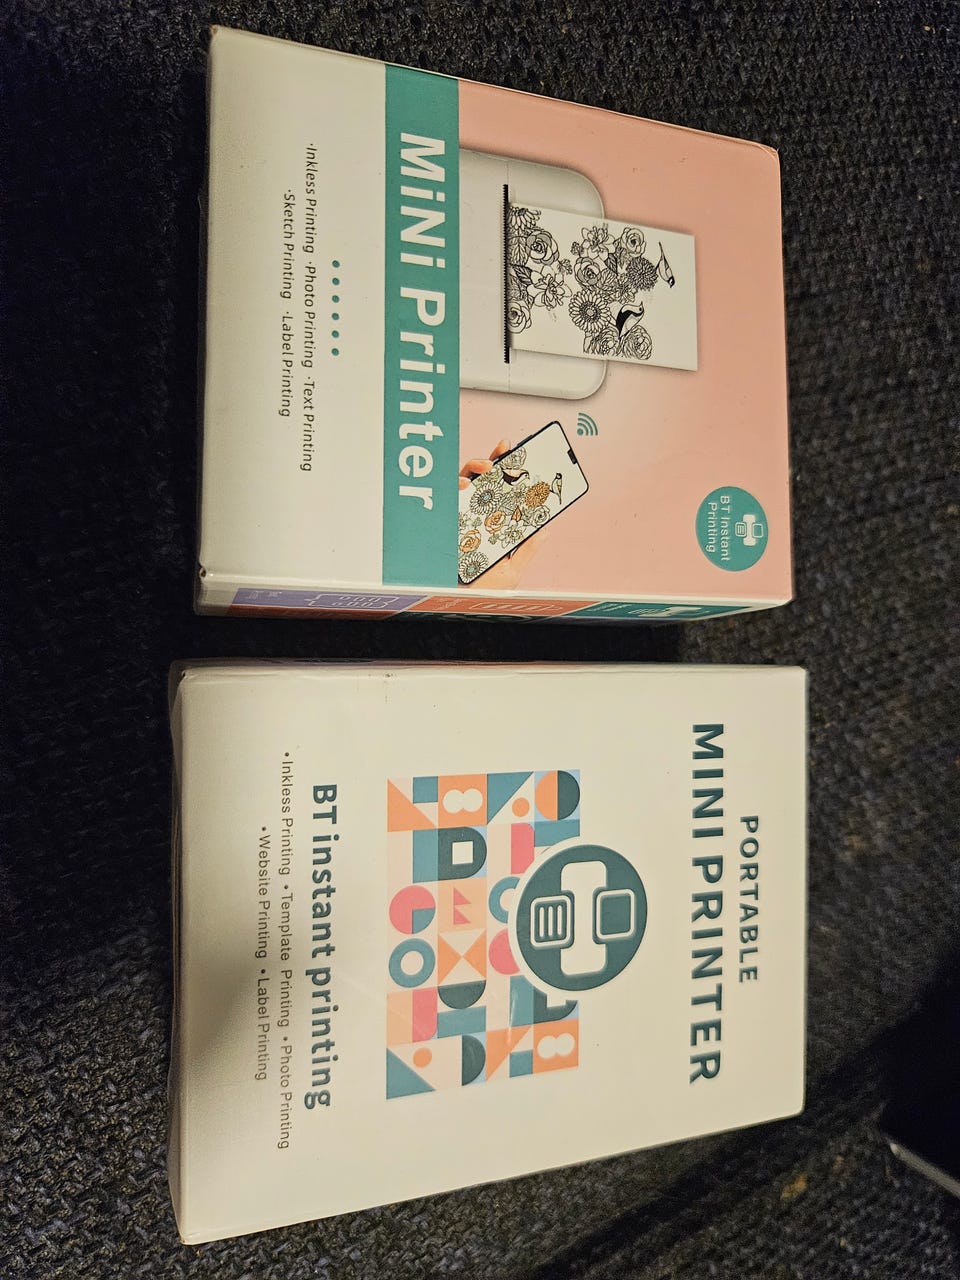 BT Instant
Printing
MiNi Printer
·Inkless Printing ·Photo Printing ·Text Printing
·Sketch Printing ·Label Printing
PORTABLE
MINI PRINTER
BT instant printing
• Inkless Printing • Template Printing • Photo Printing
• Website Printing • Label Printing